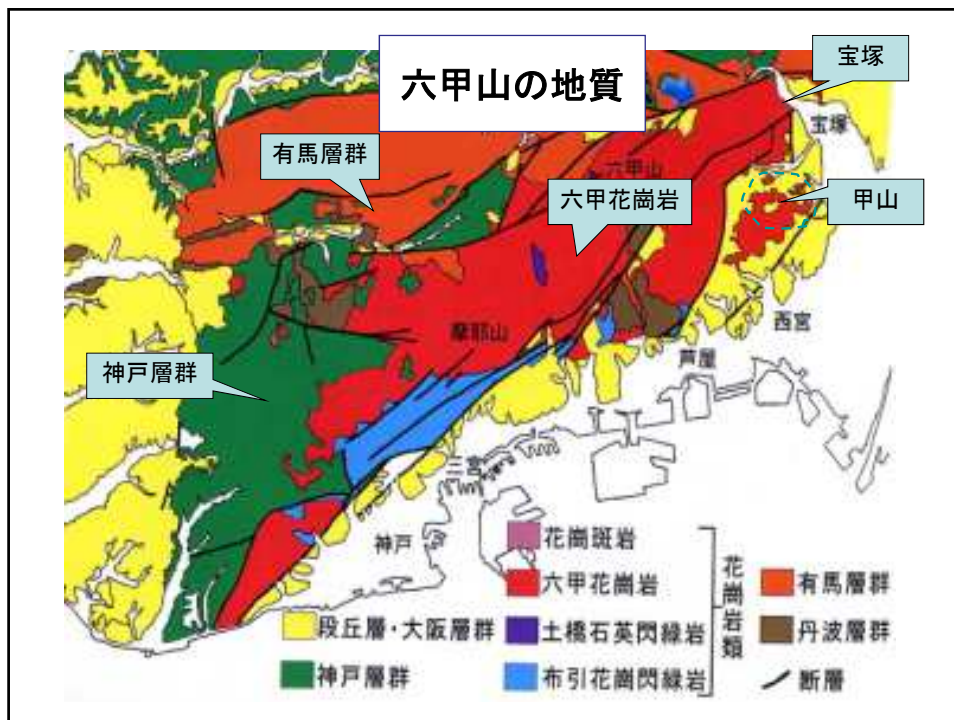 六甲山の地質
宝塚
宝塚
有馬層群
六甲山
六甲花崗岩
甲山
西宮
摩耶山
芦屋
神戸層群
三宮
神戸
花崗斑岩
六甲花崗岩
有馬層群
段丘層・大阪層群
土橋石英閃緑岩
花崗岩類
丹波層群
神戸層群
布引花崗閃緑岩
断層